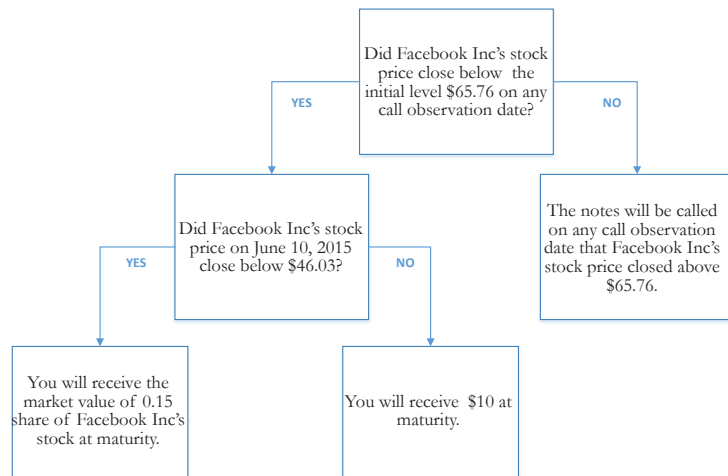 Did Facebook Inc's stock
price close below the
initial level $65.76 on any
call observation date?
YES
NO
Did Facebook Inc's stock
price on June 10, 2015
close below $46.03?
The notes will be called
on any call observation
date that Facebook Inc's
stock price closed above
$65.76.
YES
NO
You will receive the
market value of 0.15
share of Facebook Inc's
stock at maturity.
You will receive $10 at
maturity.